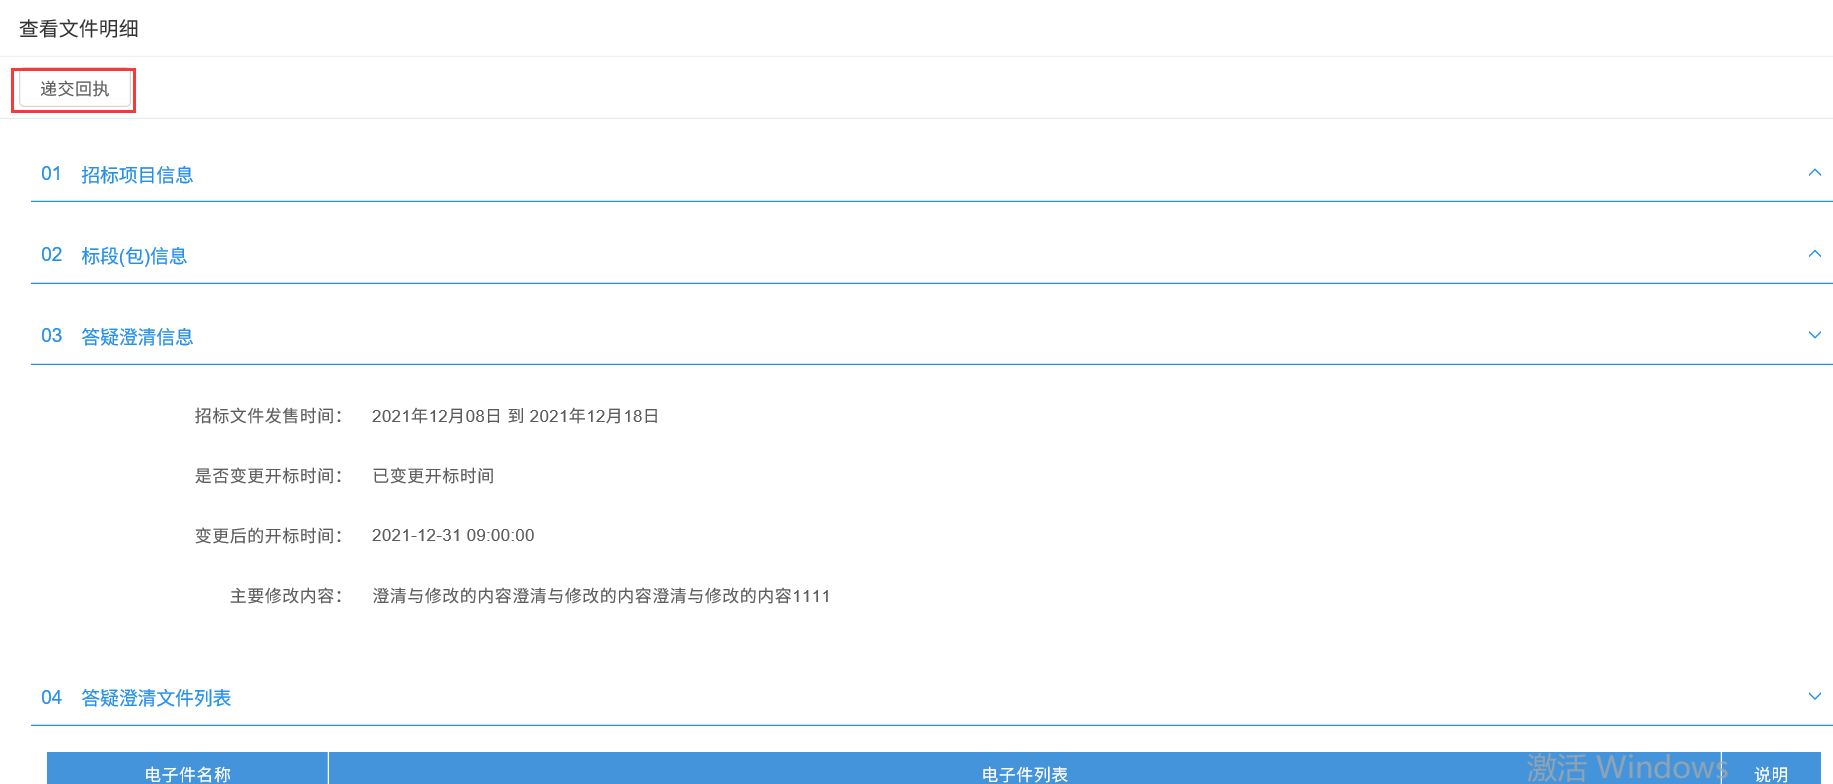 查看文件明细
递交回执
01 招标项目信息
02 标段(包)信息
03 答疑澄清信息
招标文件发售时间： 2021年12月08日 到 2021年12月18日
是否变更开标时间： 已变更开标时间
变更后的开标时间： 2021-12-31 09:00:00
主要修改内容： 澄清与修改的内容澄清与修改的内容澄清与修改的内容1111
04 答疑澄清文件列表
电子件名称 电子件列表 说明
激活 Windows